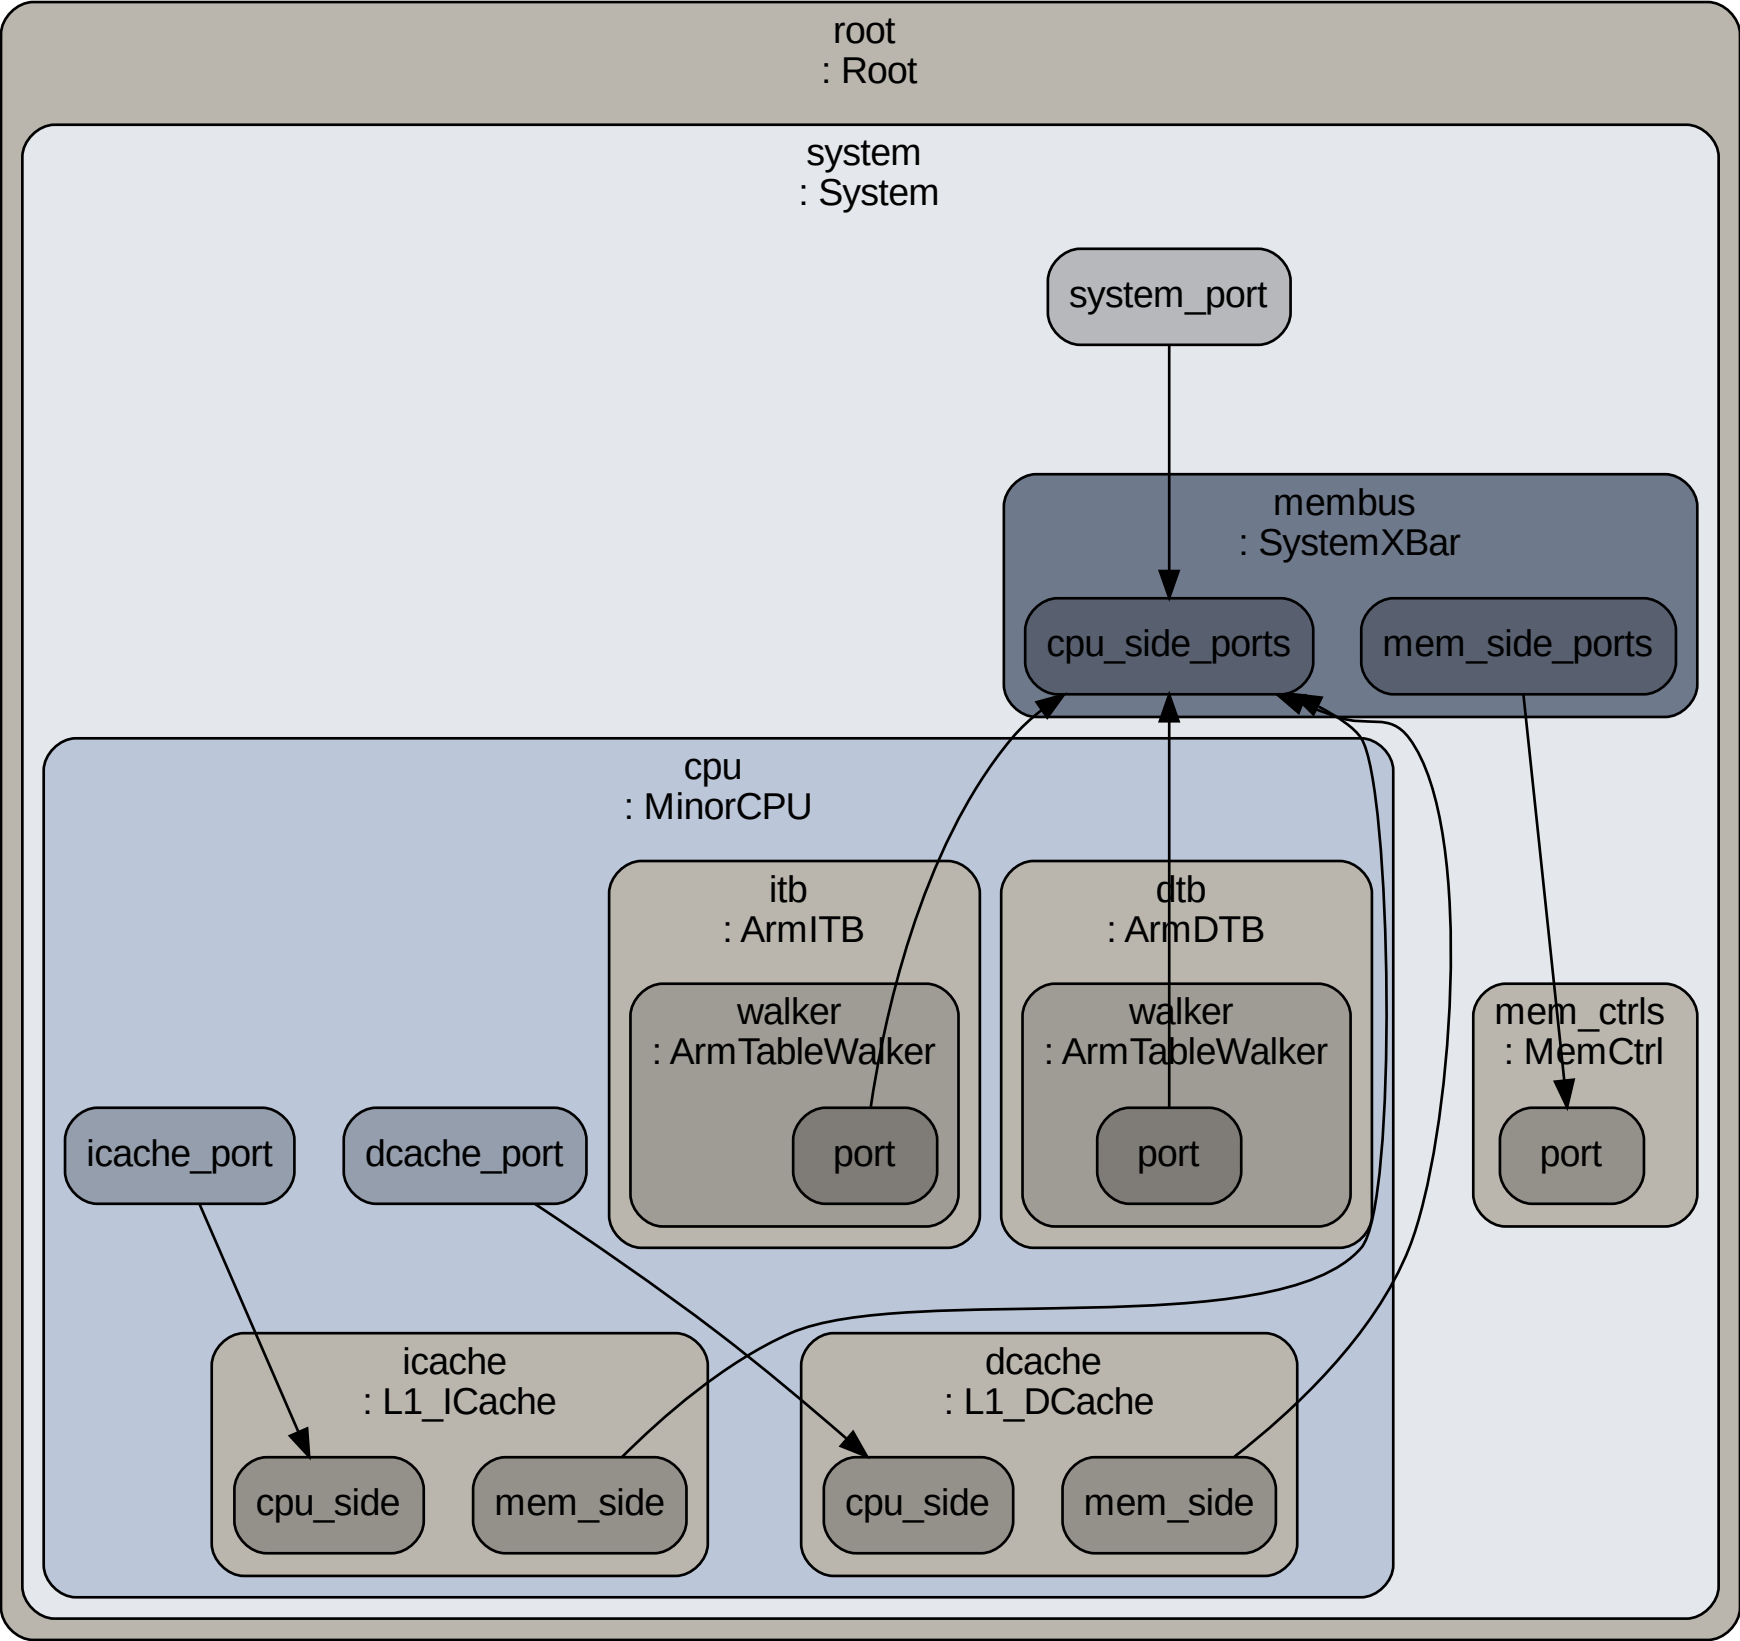 root
: Root
system
: System
system_port
membus
: SystemXBar
cpu_side_ports
mem_side_ports
cpu
: MinorCPU
itb
: ArmITB
walker
: ArmTableWalker
port
dtb
: ArmDTB
walker
: ArmTableWalker
port
mem_ctrls
: MemCtrl
port
icache_port
dcache_port
icache
: L1_ICache
cpu_side
mem_side
dcache
: L1_DCache
cpu_side
mem_side